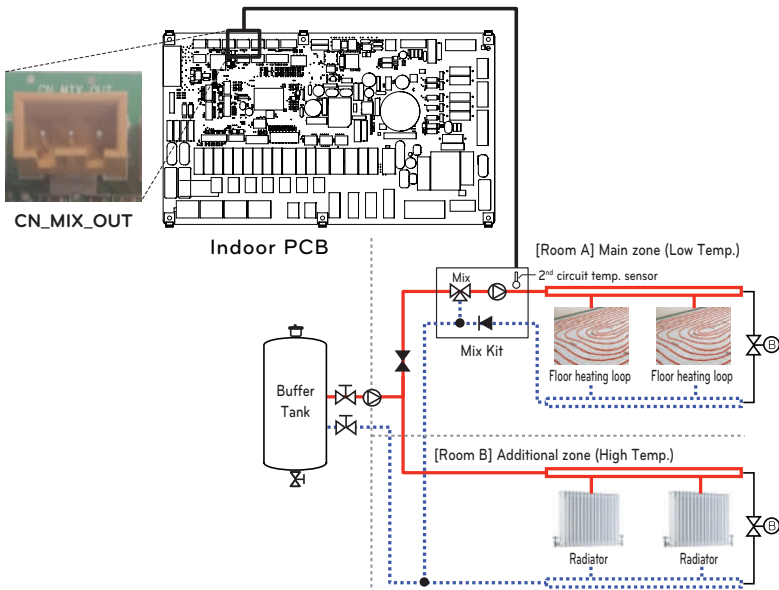 CN_MIX_OUT
CN_MIX_OUT
Indoor PCB
[Room A] Main zone (Low Temp.)
2nd circuit temp. sensor
Mix
Mix Kit
Floor heating loop
Floor heating loop
B
Buffer
Tank
[Room B] Additional zone (High Temp.)
B
Radiator
Radiator